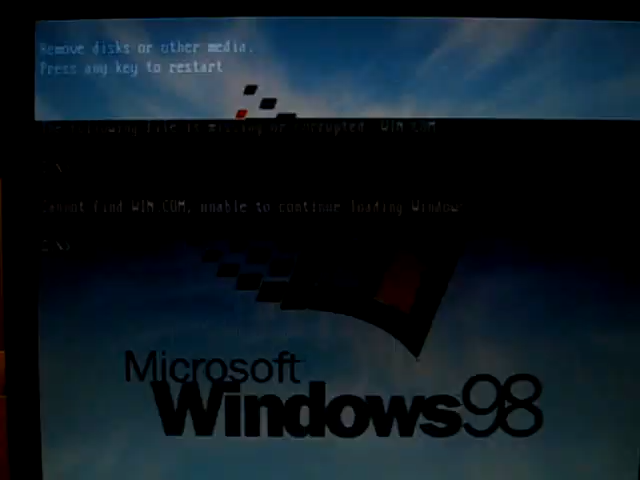 Remove disks or other media.
Press any key to restart
The following file is missing or corrupted: WIN.COM
C:\>
Cannot find WIN.COM, unable to continue loading Windows
C:\>
Microsoft
Windows98